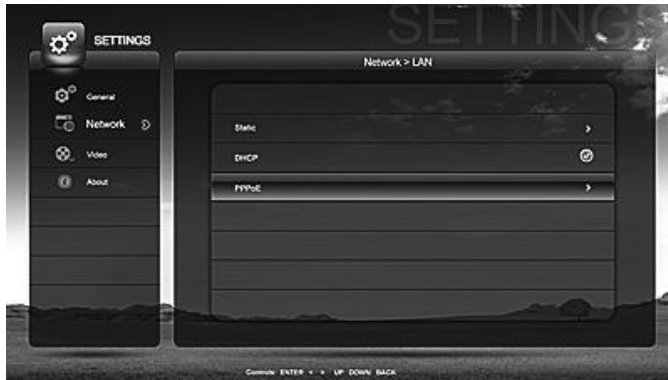 SETTINGS
SETTINGS
Network > LAN
General
Network
Video
About
Static
DHCP
PPPoE
Controls: ENTER < > UP DOWN BACK